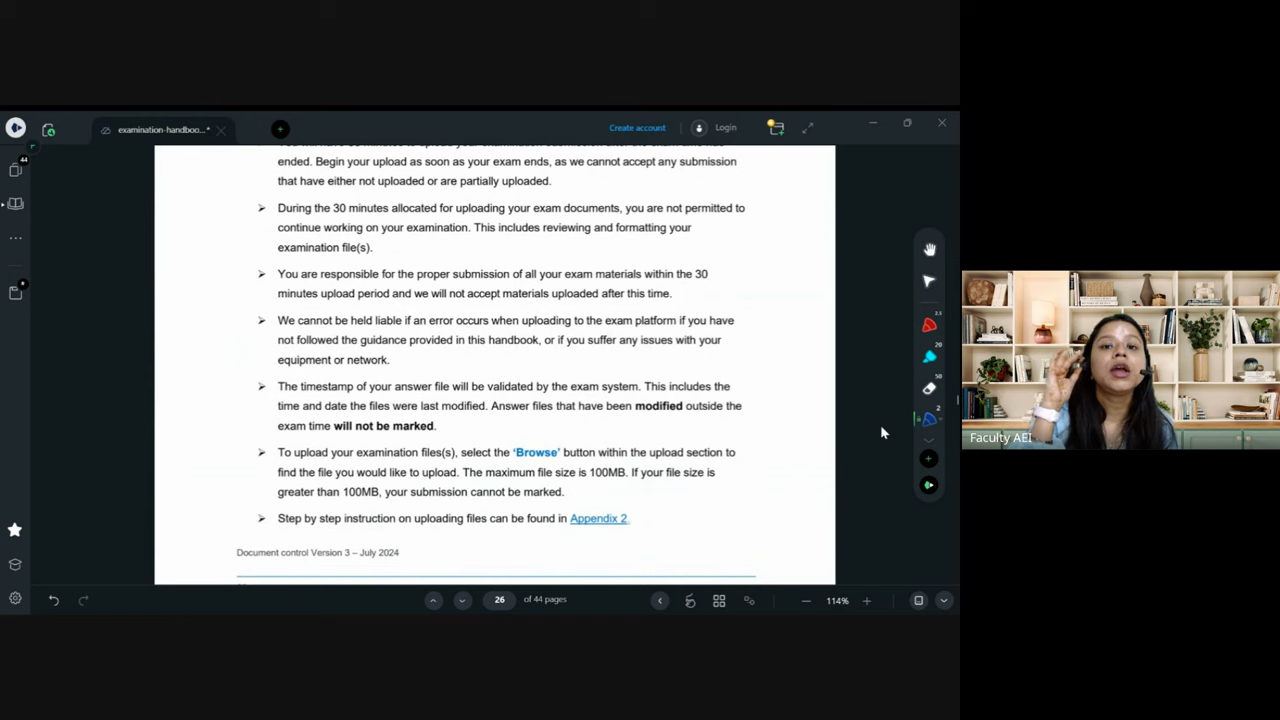 examination-handboo...*
Create account
Login
44
ended. Begin your upload as soon as your exam ends, as we cannot accept any submission
that have either not uploaded or are partially uploaded.
➢ During the 30 minutes allocated for uploading your exam documents, you are not permitted to
continue working on your examination. This includes reviewing and formatting your
examination file(s).
➢ You are responsible for the proper submission of all your exam materials within the 30
minutes upload period and we will not accept materials uploaded after this time.
➢ We cannot be held liable if an error occurs when uploading to the exam platform if you have
not followed the guidance provided in this handbook, or if you suffer any issues with your
equipment or network.
➢ The timestamp of your answer file will be validated by the exam system. This includes the
time and date the files were last modified. Answer files that have been modified outside the
exam time will not be marked.
➢ To upload your examination files(s), select the ‘Browse’ button within the upload section to
find the file you would like to upload. The maximum file size is 100MB. If your file size is
greater than 100MB, your submission cannot be marked.
➢ Step by step instruction on uploading files can be found in Appendix 2.
Document control Version 3 – July 2024
2.5
20
50
2
26 of 44 pages
114%
Faculty AEI